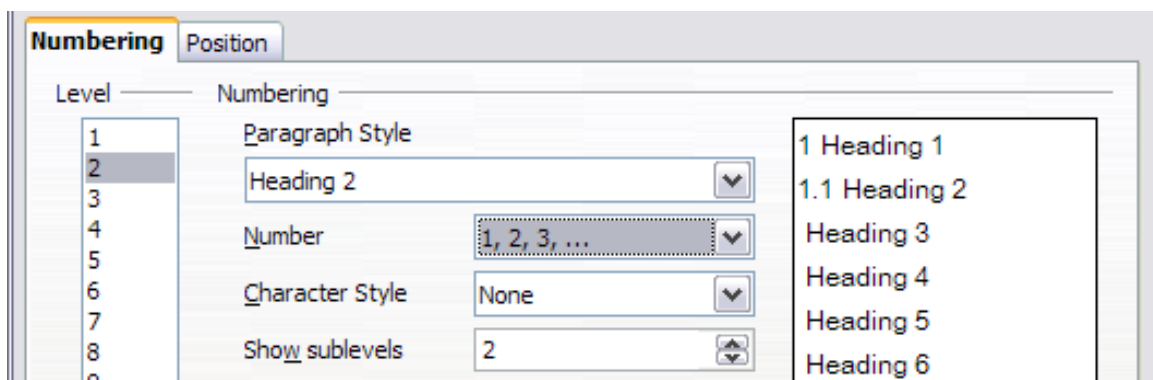 Numbering Position
Level Numbering
1
2
3
4
5
6
7
8
Paragraph Style
Heading 2
Number 1, 2, 3, ...
Character Style None
Show sublevels 2
1 Heading 1
1.1 Heading 2
Heading 3
Heading 4
Heading 5
Heading 6